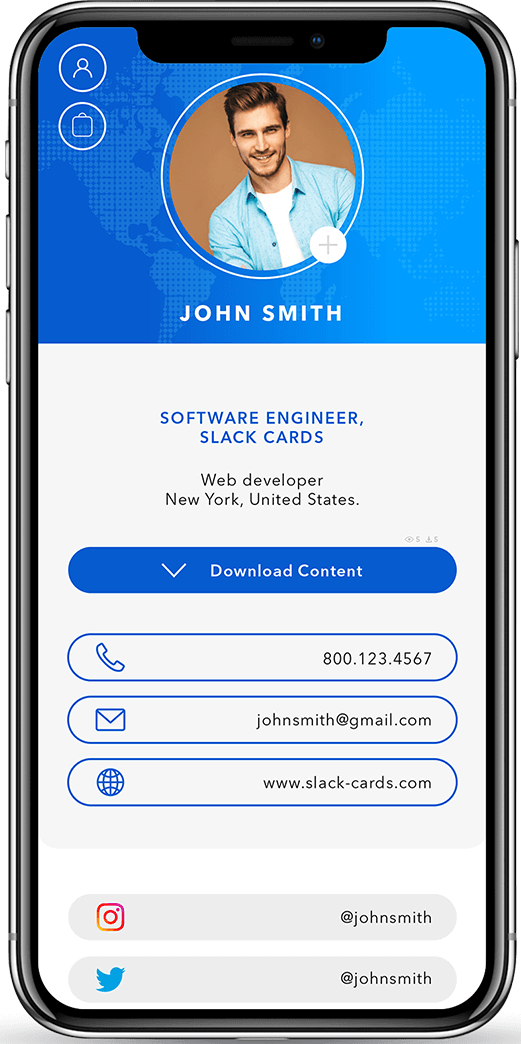 JOHN SMITH
SOFTWARE ENGINEER,
SLACK CARDS
Web developer
New York, United States.
5 5
Download Content
800.123.4567
johnsmith@gmail.com
www.slack-cards.com
@johnsmith
@johnsmith